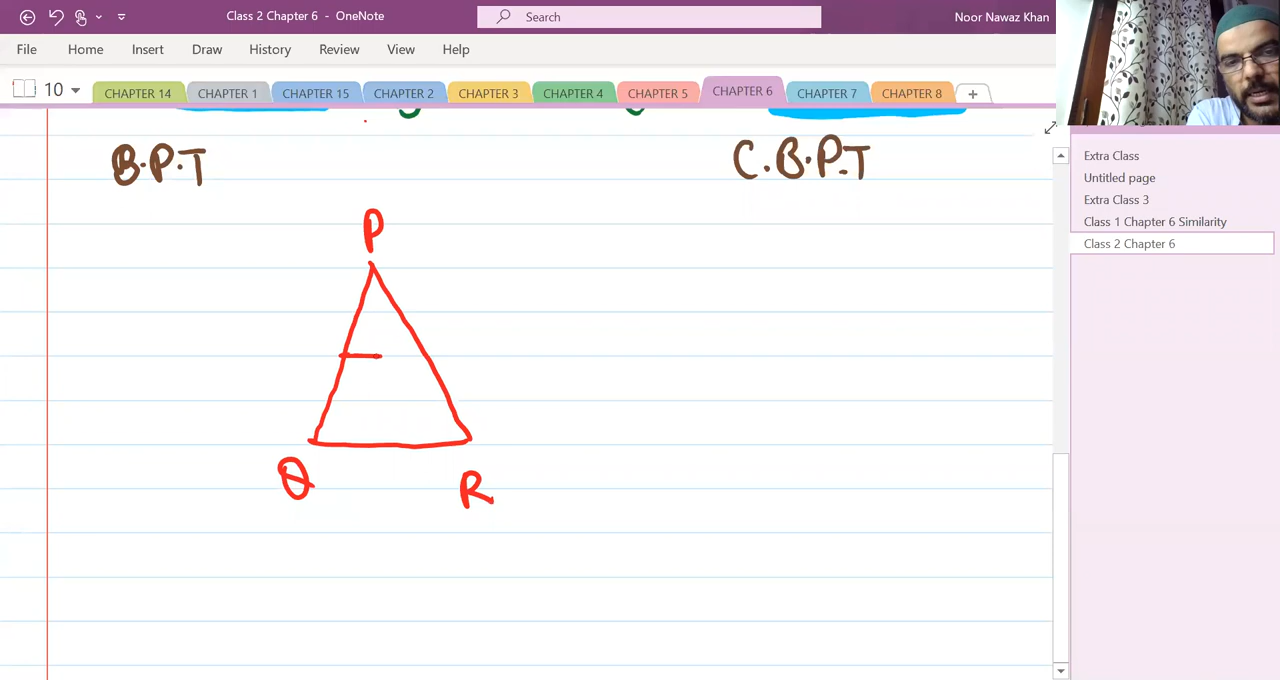 Class 2 Chapter 6 - OneNote
Search
Noor Nawaz Khan
File Home Insert Draw History Review View Help
10 CHAPTER 14 CHAPTER 1 CHAPTER 15 CHAPTER 2 CHAPTER 3 CHAPTER 4 CHAPTER 5 CHAPTER 6 CHAPTER 7 CHAPTER 8 +
Extra Class
Untitled page
Extra Class 3
Class 1 Chapter 6 Similarity
Class 2 Chapter 6
B.P.T C.B.P.T
P
Q R